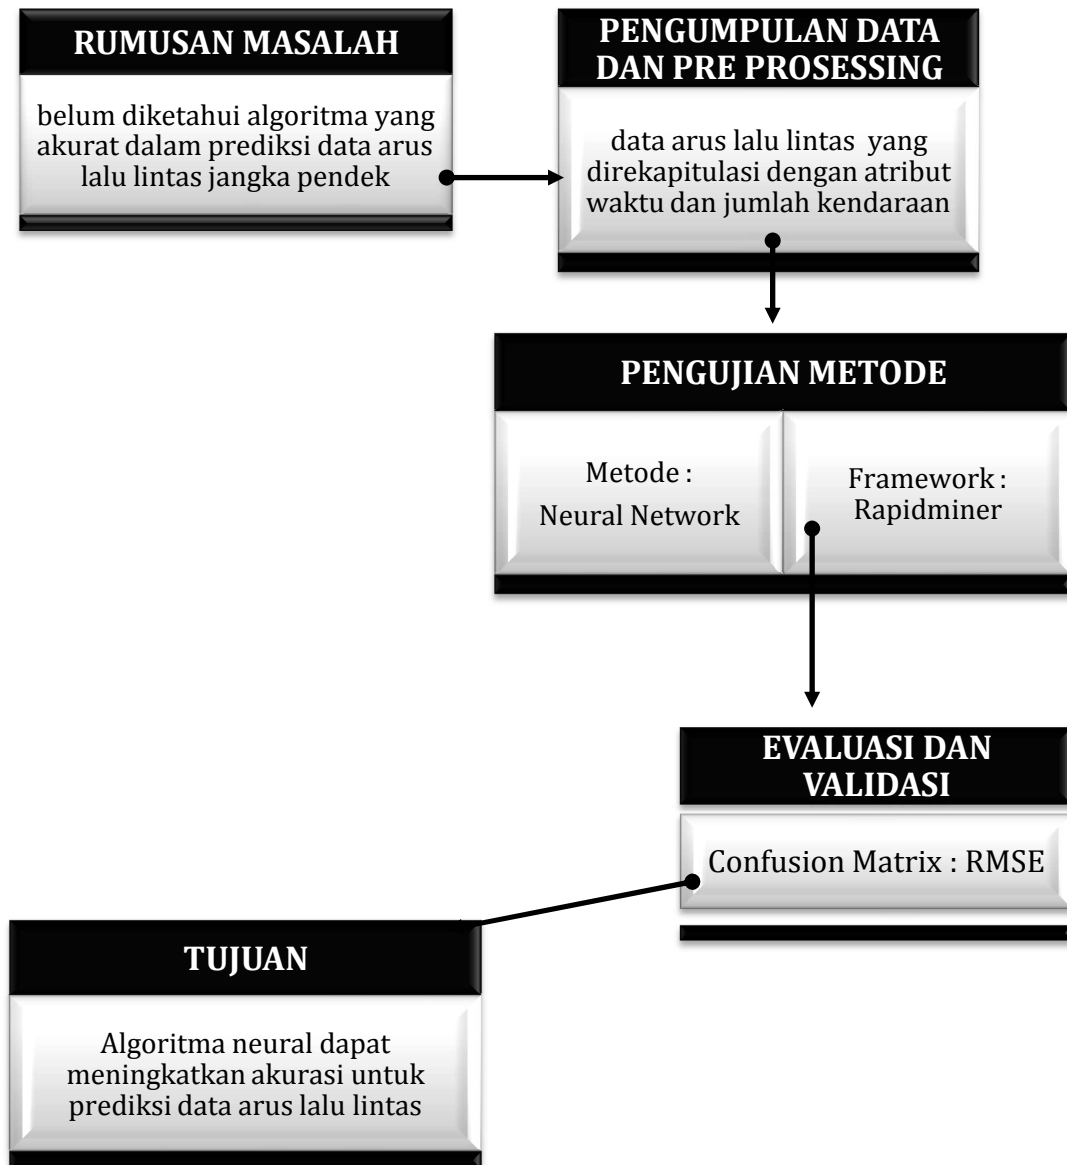 RUMUSAN MASALAH
belum diketahui algoritma yang
akurat dalam prediksi data arus
lalu lintas jangka pendek
PENGUMPULAN DATA
DAN PRE PROSESSING
data arus lalu lintas yang
direkapitulasi dengan atribut
waktu dan jumlah kendaraan
PENGUJIAN METODE
Metode :
Neural Network
Framework :
Rapidminer
EVALUASI DAN
VALIDASI
Confusion Matrix : RMSE
TUJUAN
Algoritma neural dapat
meningkatkan akurasi untuk
prediksi data arus lalu lintas